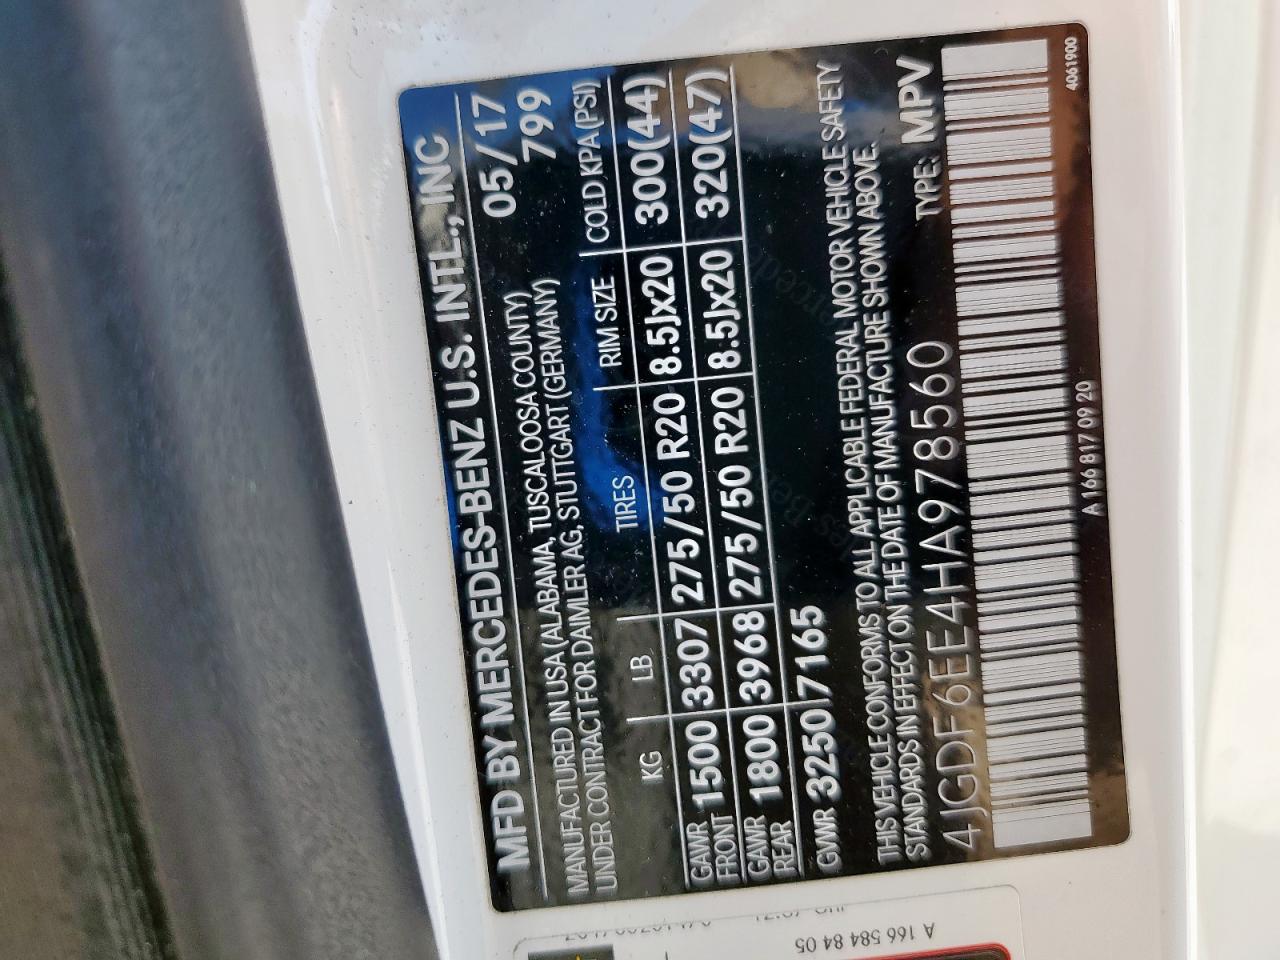 MFD BY MERCEDES-BENZ U.S. INTL., INC
MANUFACTURED IN USA (ALABAMA, TUSCALOOSA COUNTY) 05/17
UNDER CONTRACT FOR DAIMLER AG, STUTTGART (GERMANY) 799
KG LB TIRES RIM SIZE COLD KPA (PSI)
GAWR FRONT 1500 3307 275/50 R20 8.5Jx20 300(44)
GAWR REAR 1800 3968 275/50 R20 8.5Jx20 320(47)
GVWR 3250 7165
THIS VEHICLE CONFORMS TO ALL APPLICABLE FEDERAL MOTOR VEHICLE SAFETY
STANDARDS IN EFFECT ON THE DATE OF MANUFACTURE SHOWN ABOVE.
4JGDF6EE4HA978560 TYPE: MPV
A 166 817 09 20
4061900
A 166 584 84 05